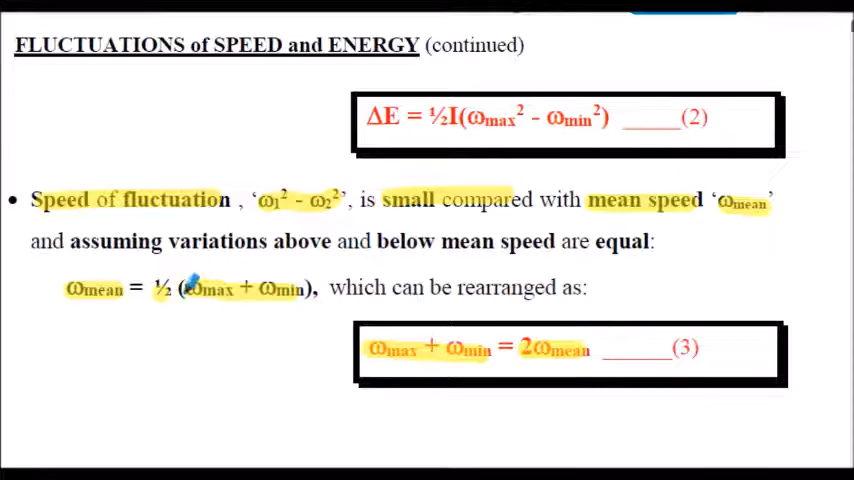 FLUCTUATIONS of SPEED and ENERGY (continued)
ΔE = ½I(ωmax² - ωmin²) _____(2)
• Speed of fluctuation , ‘ω₁² - ω₂²’, is small compared with mean speed ‘ωmean’
and assuming variations above and below mean speed are equal:
ωmean = ½ (ωmax + ωmin), which can be rearranged as:
ωmax + ωmin = 2ωmean ______(3)